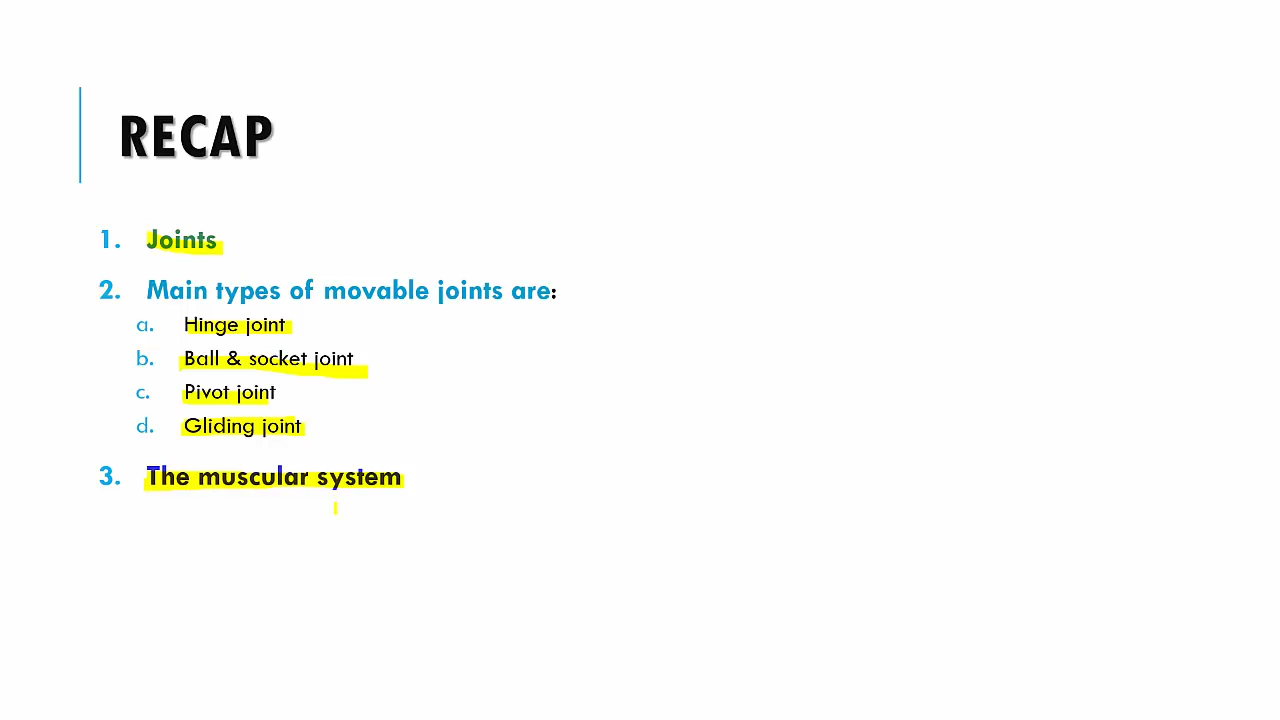 RECAP
1. Joints
2. Main types of movable joints are:
a. Hinge joint
b. Ball & socket joint
c. Pivot joint
d. Gliding joint
3. The muscular system